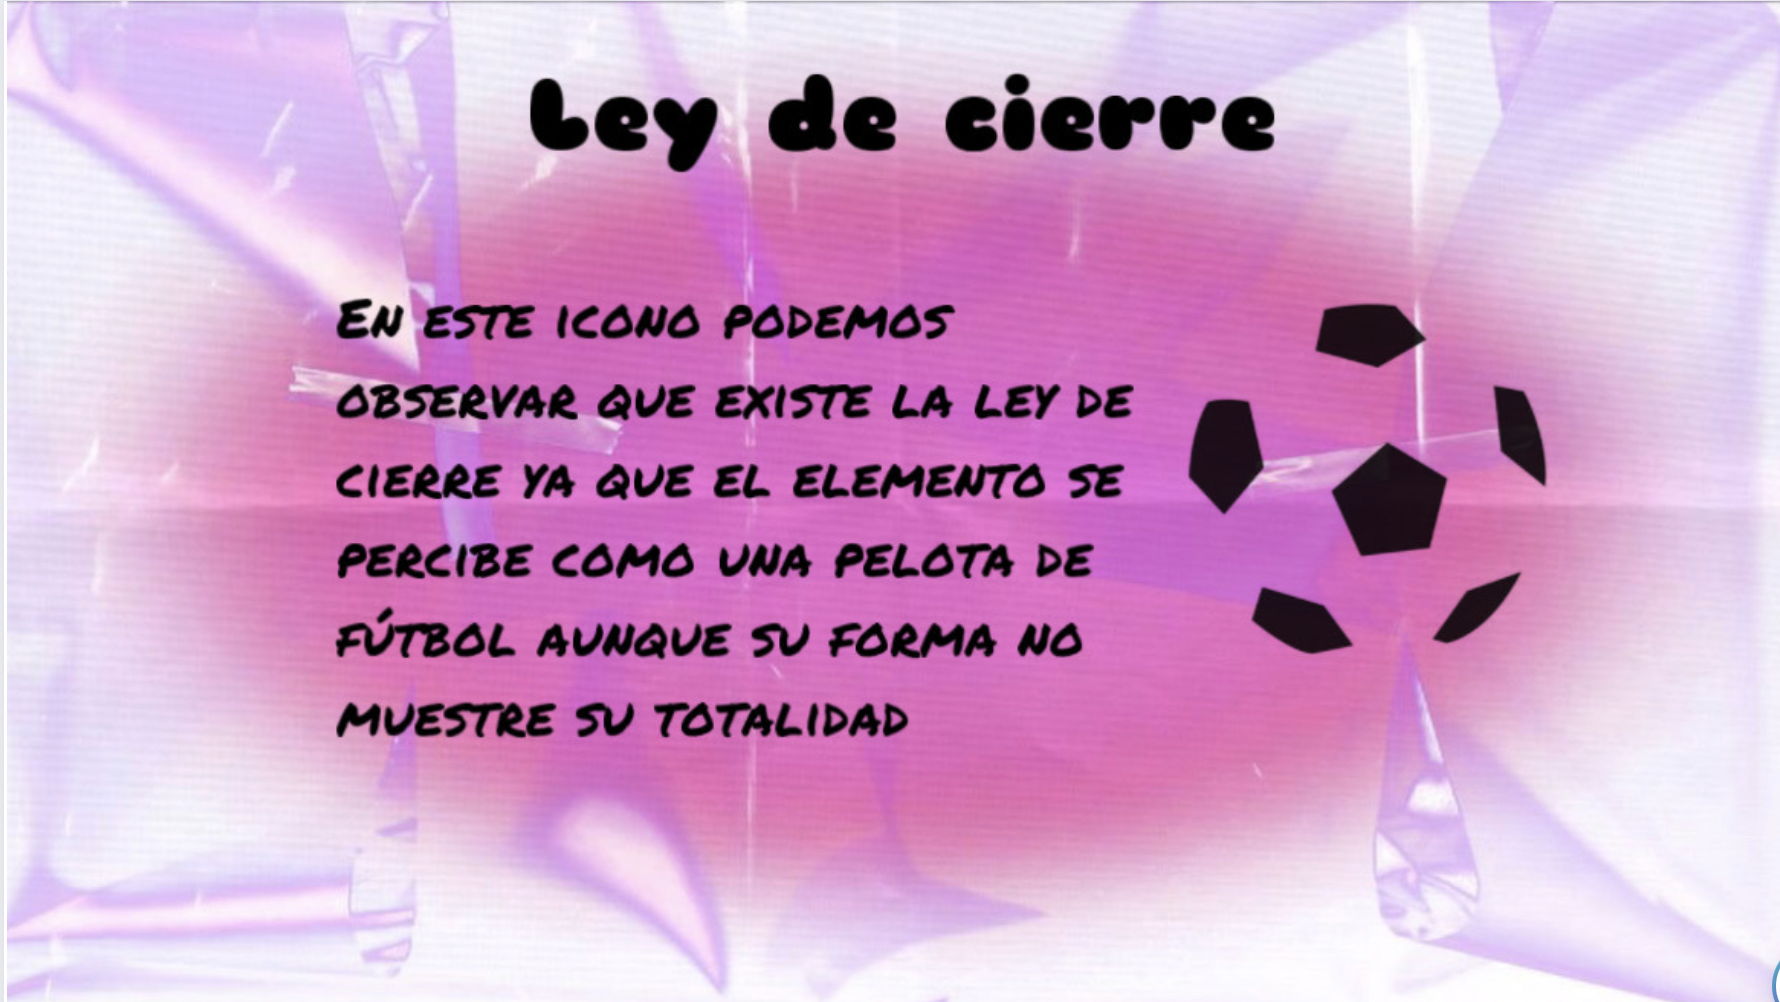 Ley de cierre
En este icono podemos
observar que existe la ley de
cierre ya que el elemento se
percibe como una pelota de
fútbol aunque su forma no
muestre su totalidad